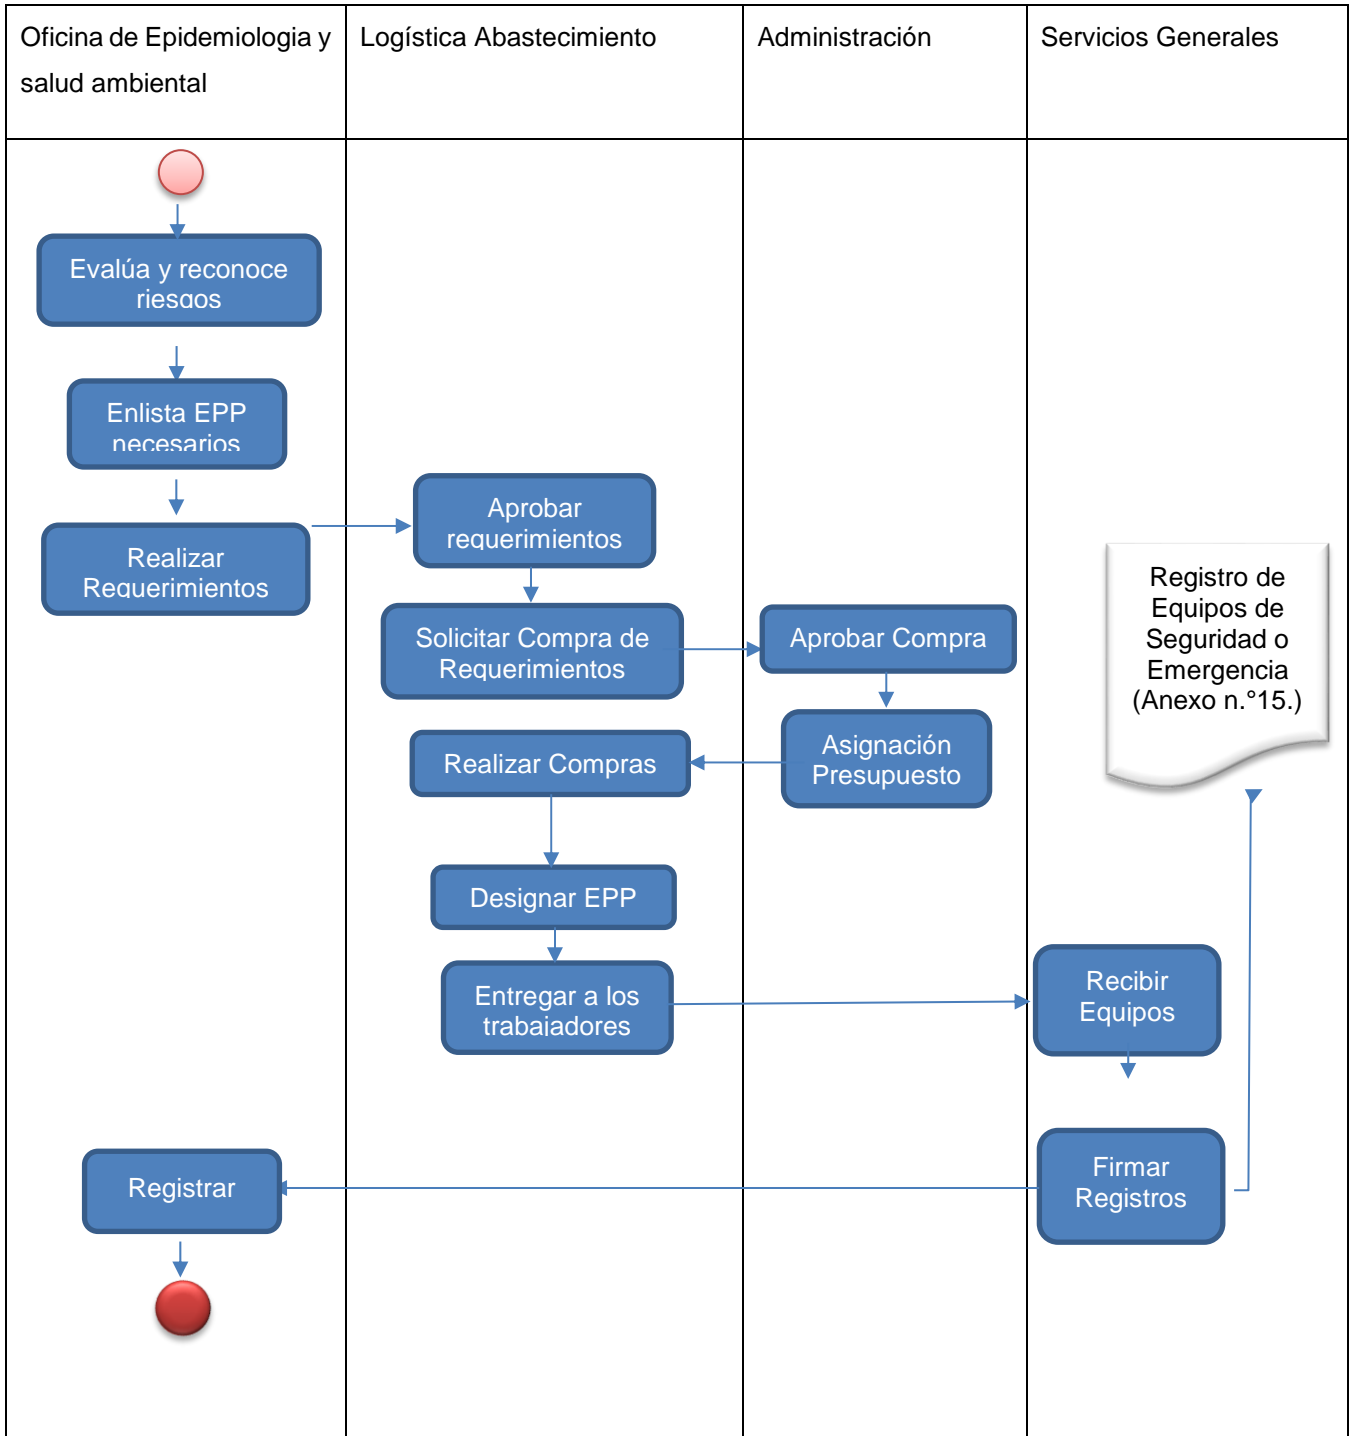 Oficina de Epidemiologia y
salud ambiental
Logística Abastecimiento
Administración
Servicios Generales
Evalúa y reconoce
riesgos
Enlista EPP
necesarios
Realizar
Requerimientos
Aprobar
requerimientos
Solicitar Compra de
Requerimientos
Aprobar Compra
Asignación
Presupuesto
Realizar Compras
Designar EPP
Entregar a los
trabajadores
Registro de
Equipos de
Seguridad o
Emergencia
(Anexo n.°15.)
Recibir
Equipos
Firmar
Registros
Registrar